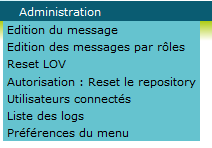 Administration
Edition du message
Edition des messages par rôles
Reset LOV
Autorisation : Reset le repository
Utilisateurs connectés
Liste des logs
Préférences du menu